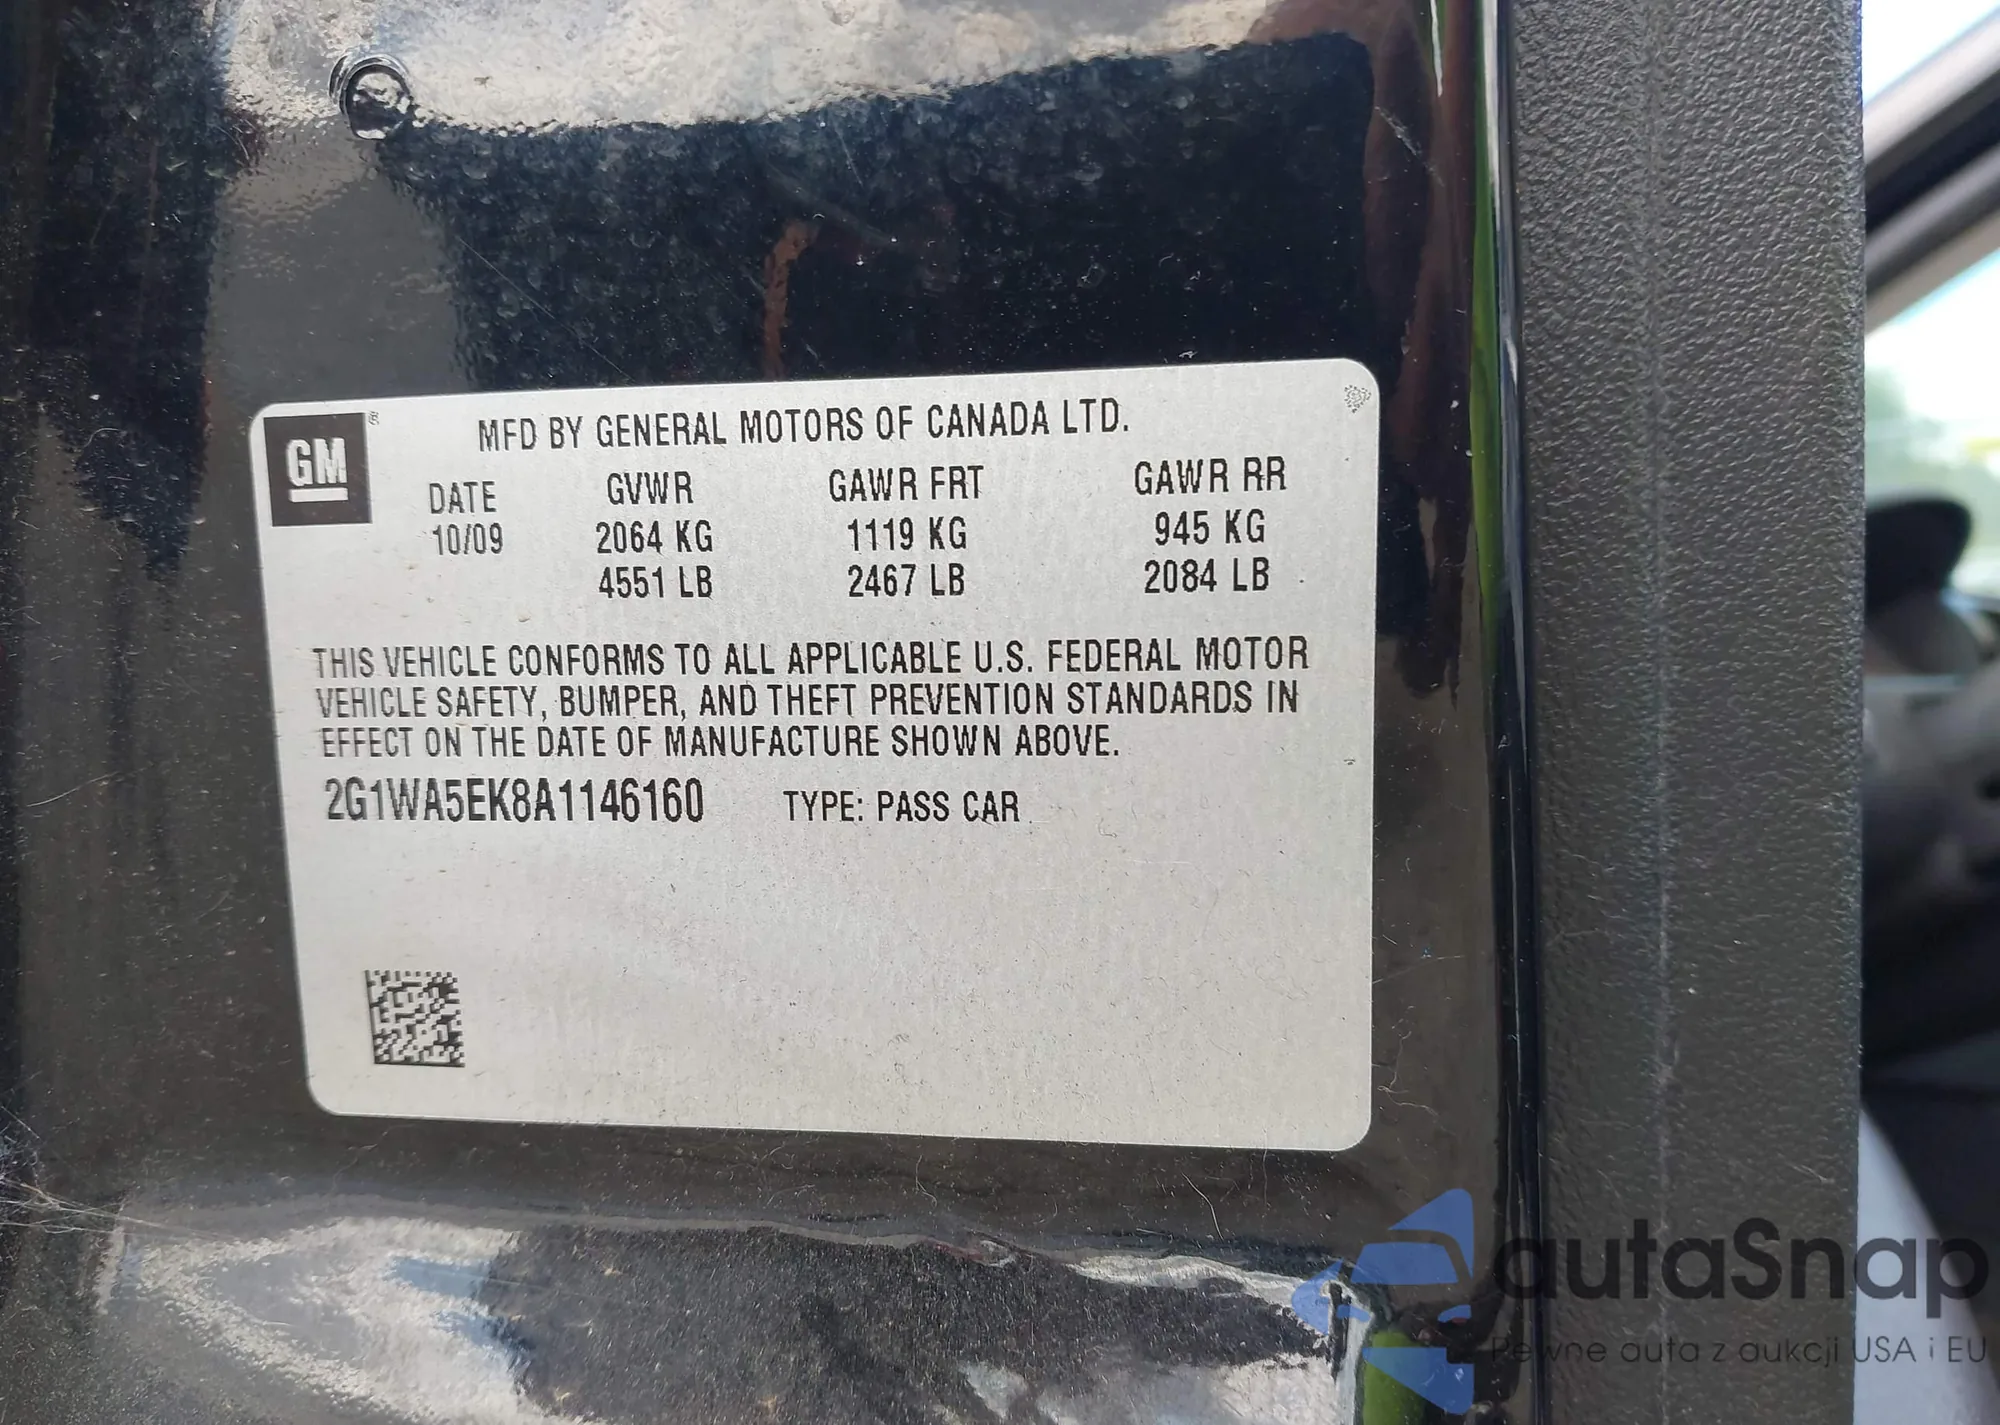 GM ®
MFD BY GENERAL MOTORS OF CANADA LTD.
DATE GVWR GAWR FRT GAWR RR
10/09 2064 KG 1119 KG 945 KG
4551 LB 2467 LB 2084 LB
THIS VEHICLE CONFORMS TO ALL APPLICABLE U.S. FEDERAL MOTOR
VEHICLE SAFETY, BUMPER, AND THEFT PREVENTION STANDARDS IN
EFFECT ON THE DATE OF MANUFACTURE SHOWN ABOVE.
2G1WA5EK8A1146160 TYPE: PASS CAR
autaSnap
Pewne auta z aukcji USA i EU